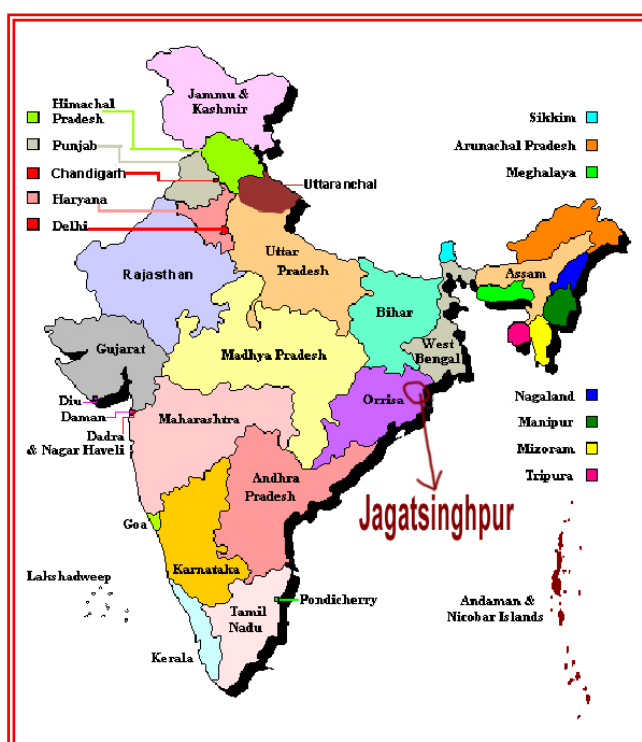 Himachal
Pradesh
Punjab
Chandigarh
Haryana
Delhi
Jammu &
Kashmir
Uttaranchal
Sikkim
Arunachal Pradesh
Meghalaya
Rajasthan
Uttar
Pradesh
Bihar
Assam
West
Bengal
Gujarat
Madhya Pradesh
Orrisa
Diu
Daman
Dadra
& Nagar Haveli
Maharashtra
Nagaland
Manipur
Mizoram
Tripura
Andhra
Pradesh
Jagatsinghpur
Goa
Karnataka
Lakshadweep
Tamil
Nadu
Pondicherry
Kerala
Andaman &
Nicobar Islands